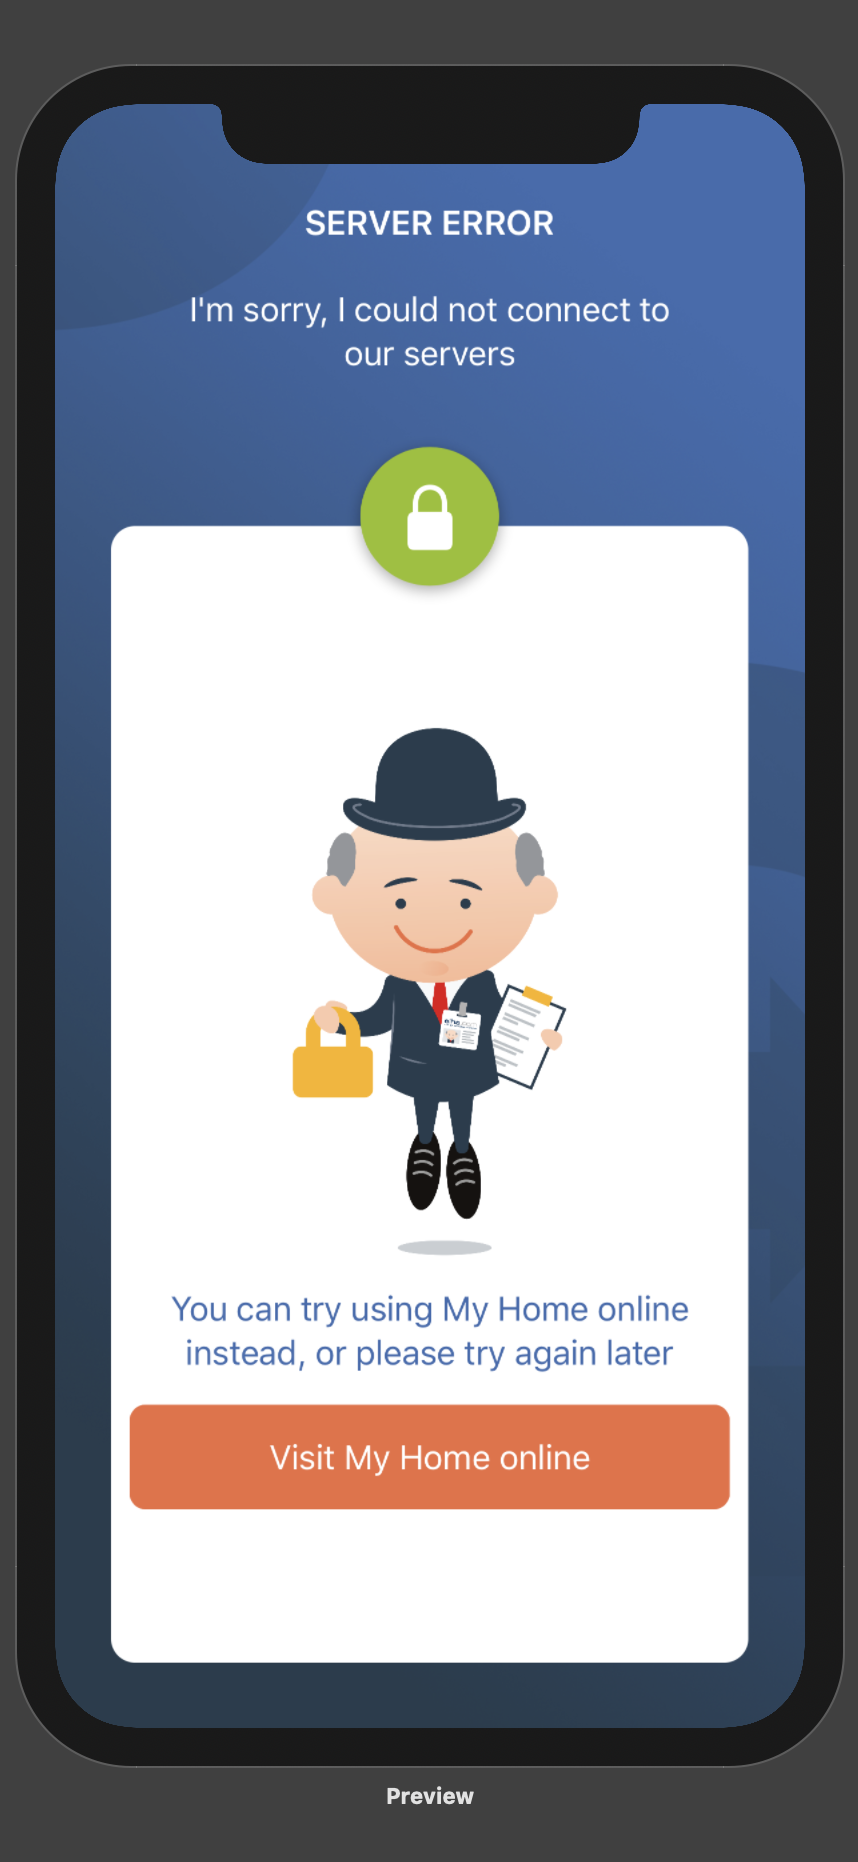 SERVER ERROR
I'm sorry, I could not connect to
our servers
You can try using My Home online
instead, or please try again later
Visit My Home online
Preview